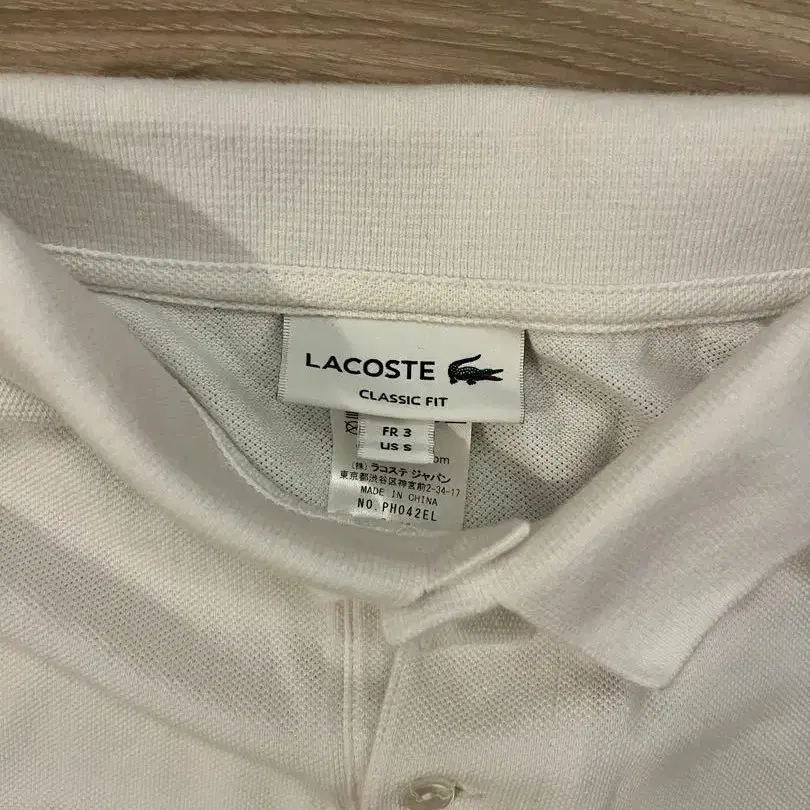 LACOSTE
CLASSIC FIT
FR 3
US S
om
(株) ラコステ ジャパン
東京都渋谷区神宮前2-34-17
MADE IN CHINA
NO. PH042EL